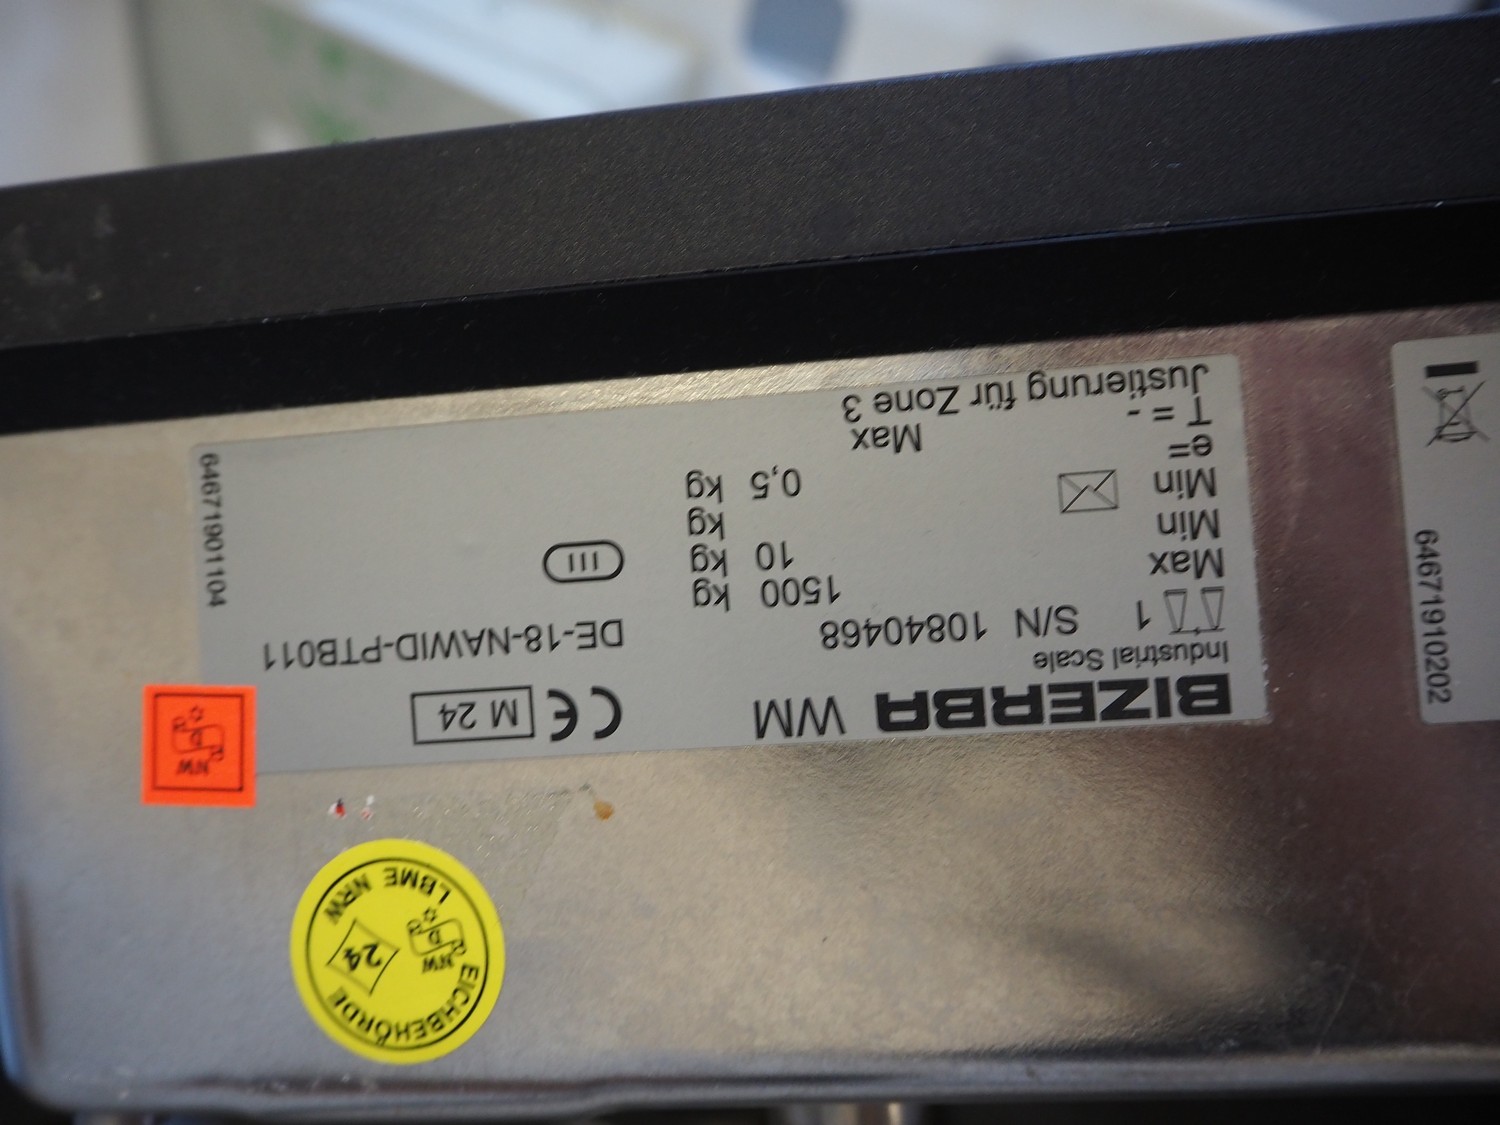 BIZERBA WM CE M 24
Industrial Scale
1 S/N 10840468 DE-18-NAWID-PTB011
Max 1500 kg III
Min 10 kg
Min kg
e= 0,5 kg
T = - Max
Justierung für Zone 3
64671901104
64671910202
NW
D
EICHBEHÖRDE
LBME NRW
NW
D
24